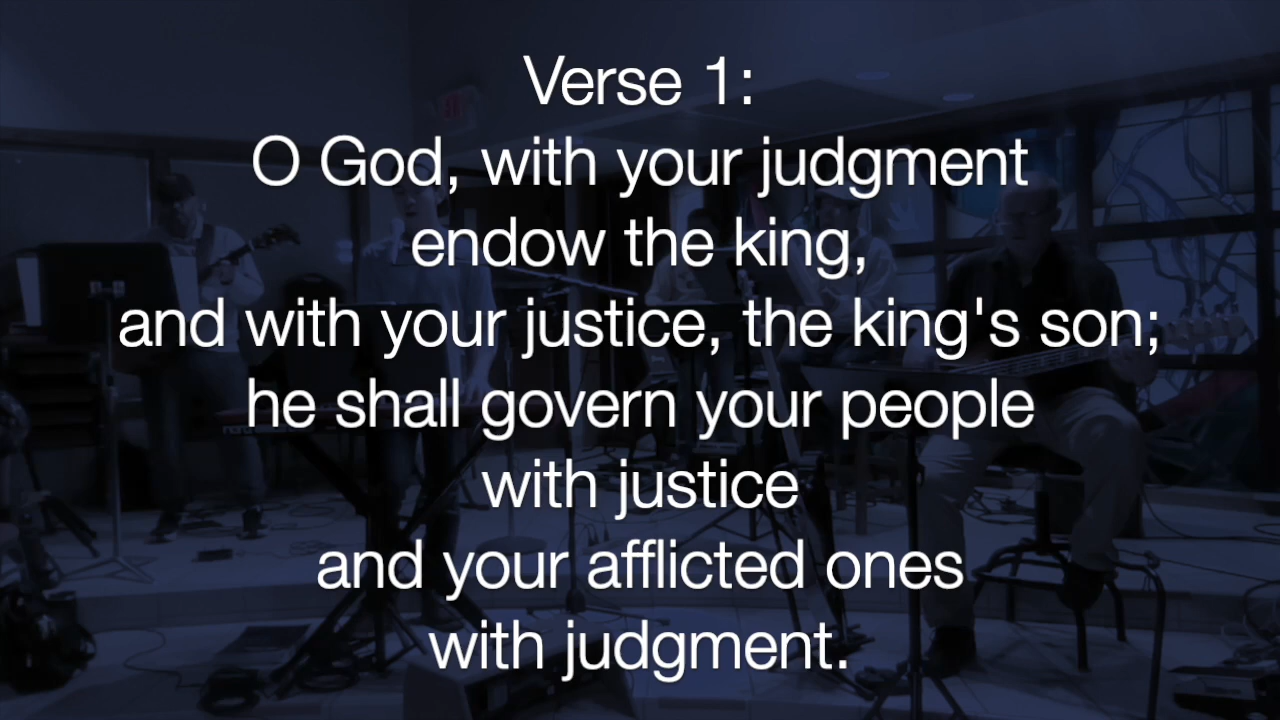 Verse 1:
O God, with your judgment
endow the king,
and with your justice, the king's son;
he shall govern your people
with justice
and your afflicted ones
with judgment.